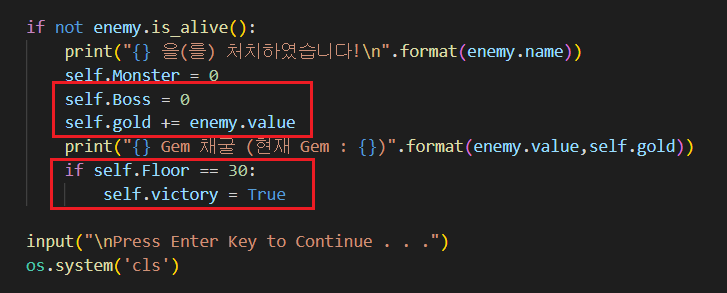 if not enemy.is_alive():
    print("{} 을(를) 처치하였습니다!\n".format(enemy.name))
    self.Monster = 0
    self.Boss = 0
    self.gold += enemy.value
    print("{} Gem 채굴 (현재 Gem : {})".format(enemy.value,self.gold))
    if self.Floor == 30:
        self.victory = True
input("\nPress Enter Key to Continue . . .")
os.system('cls')